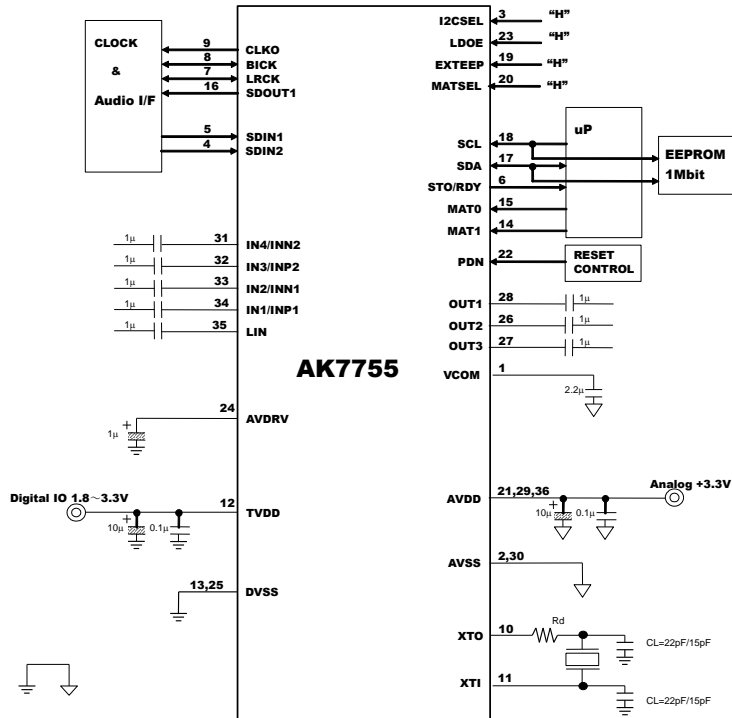 I2CSEL 3 “H”
LDOE 23 “H”
EXTEEP 19 “H”
MATSEL 20 “H”
CLOCK
&
Audio I/F
9 CLKO
8 BICK
7 LRCK
16 SDOUT1
5 SDIN1
4 SDIN2
SCL 18
SDA 17
STO/RDY 6
MAT0 15
MAT1 14
uP
EEPROM
1Mbit
PDN 22
RESET
CONTROL
1µ 31 IN4/INN2
1µ 32 IN3/INP2
1µ 33 IN2/INN1
1µ 34 IN1/INP1
1µ 35 LIN
OUT1 28 1µ
OUT2 26 1µ
OUT3 27 1µ
AK7755
VCOM 1
2.2µ
24 AVDRV
+
1µ
Digital IO 1.8～3.3V
12 TVDD
+
10µ 0.1µ
AVDD 21,29,36 Analog +3.3V
+
10µ 0.1µ
13,25 DVSS
AVSS 2,30
XTO 10 Rd
CL=22pF/15pF
XTI 11
CL=22pF/15pF